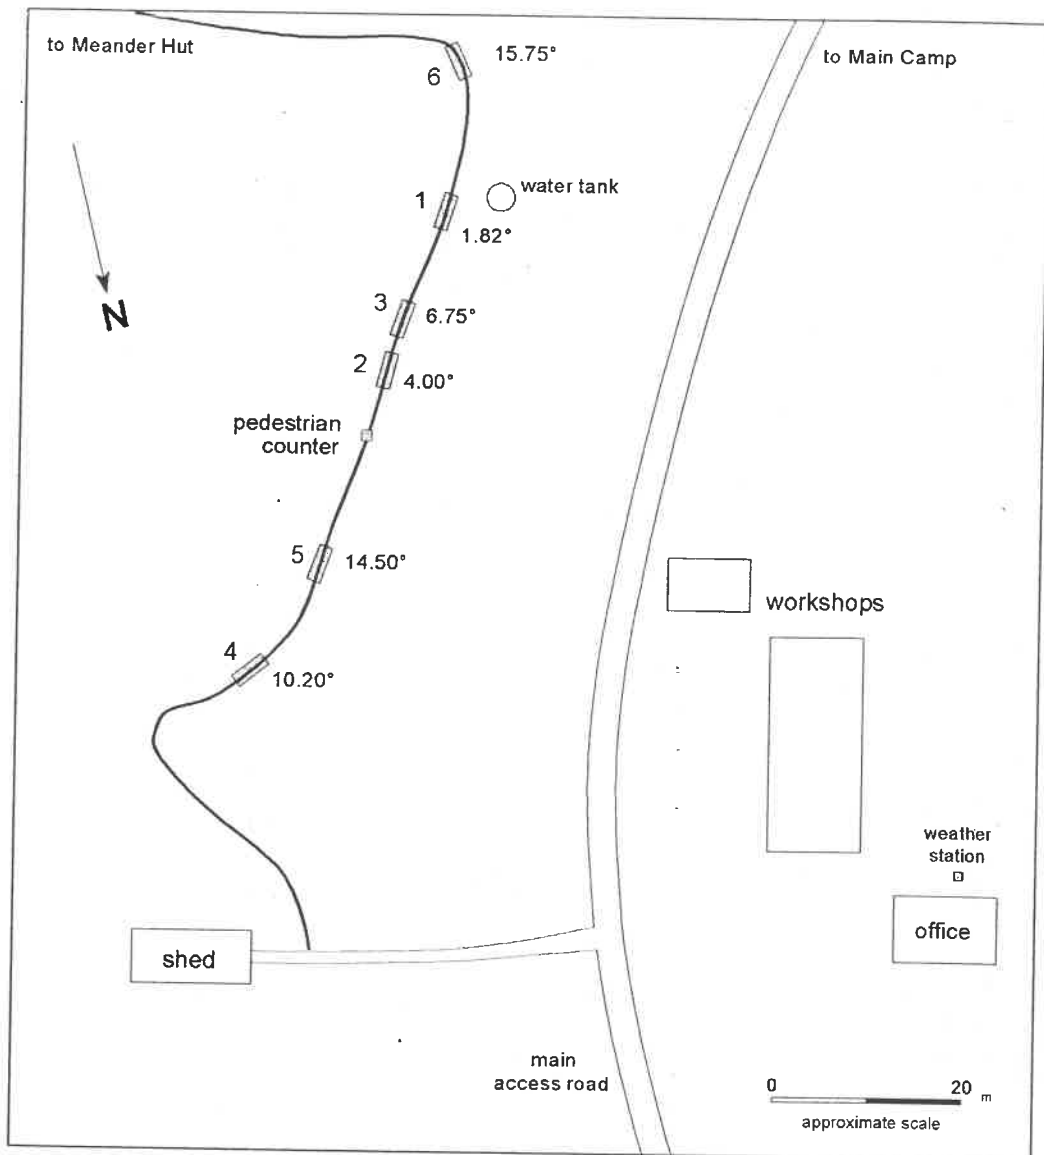 to Meander Hut
6
15.75°
to Main Camp
1
water tank
1.82°
N
3
6.75°
2
4.00°
pedestrian
counter
5
14.50°
workshops
4
10.20°
weather
station
shed
office
main
access road
0 20 m
approximate scale